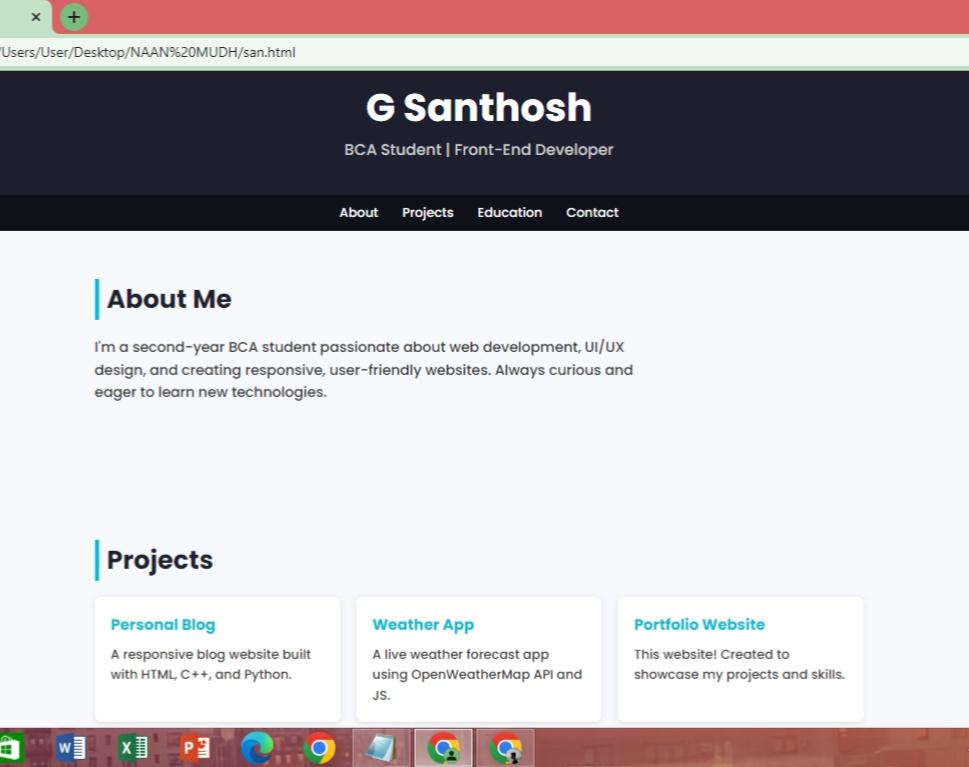 /Users/User/Desktop/NAAN%20MUDH/san.html
G Santhosh
BCA Student | Front-End Developer
About Projects Education Contact
About Me
I'm a second-year BCA student passionate about web development, UI/UX
design, and creating responsive, user-friendly websites. Always curious and
eager to learn new technologies.
Projects
Personal Blog
A responsive blog website built
with HTML, C++, and Python.
Weather App
A live weather forecast app
using OpenWeatherMap API and
JS.
Portfolio Website
This website! Created to
showcase my projects and skills.